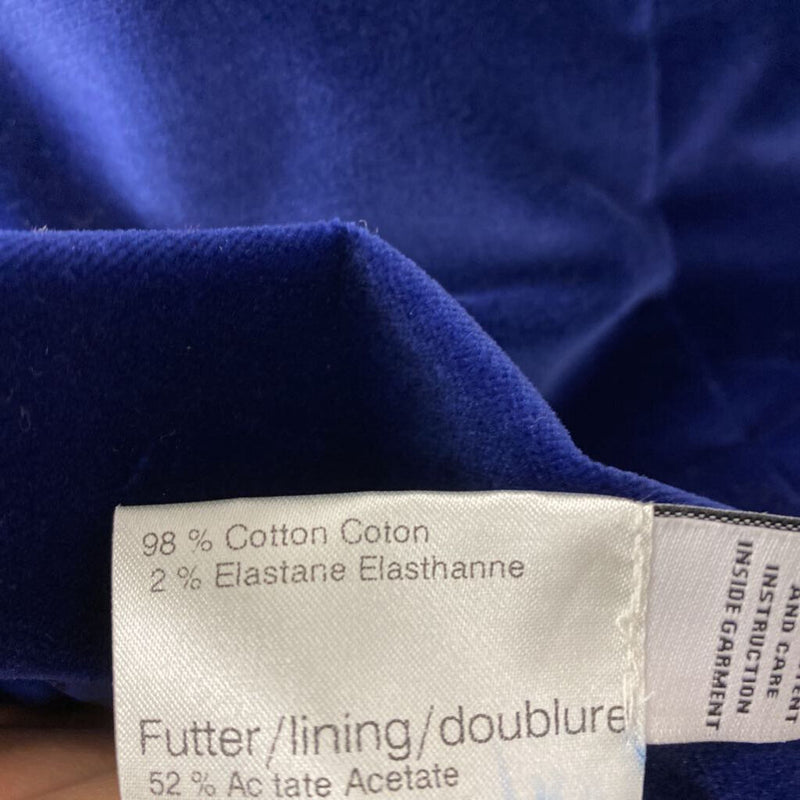 98 % Cotton Coton
2 % Elastane Elasthanne
Futter/lining/doublure
52 % Ac tate Acetate
AND CARE
INSTRUCTION
INSIDE GARMENT